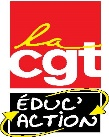 la
cgt
ÉDUC'
ACTION